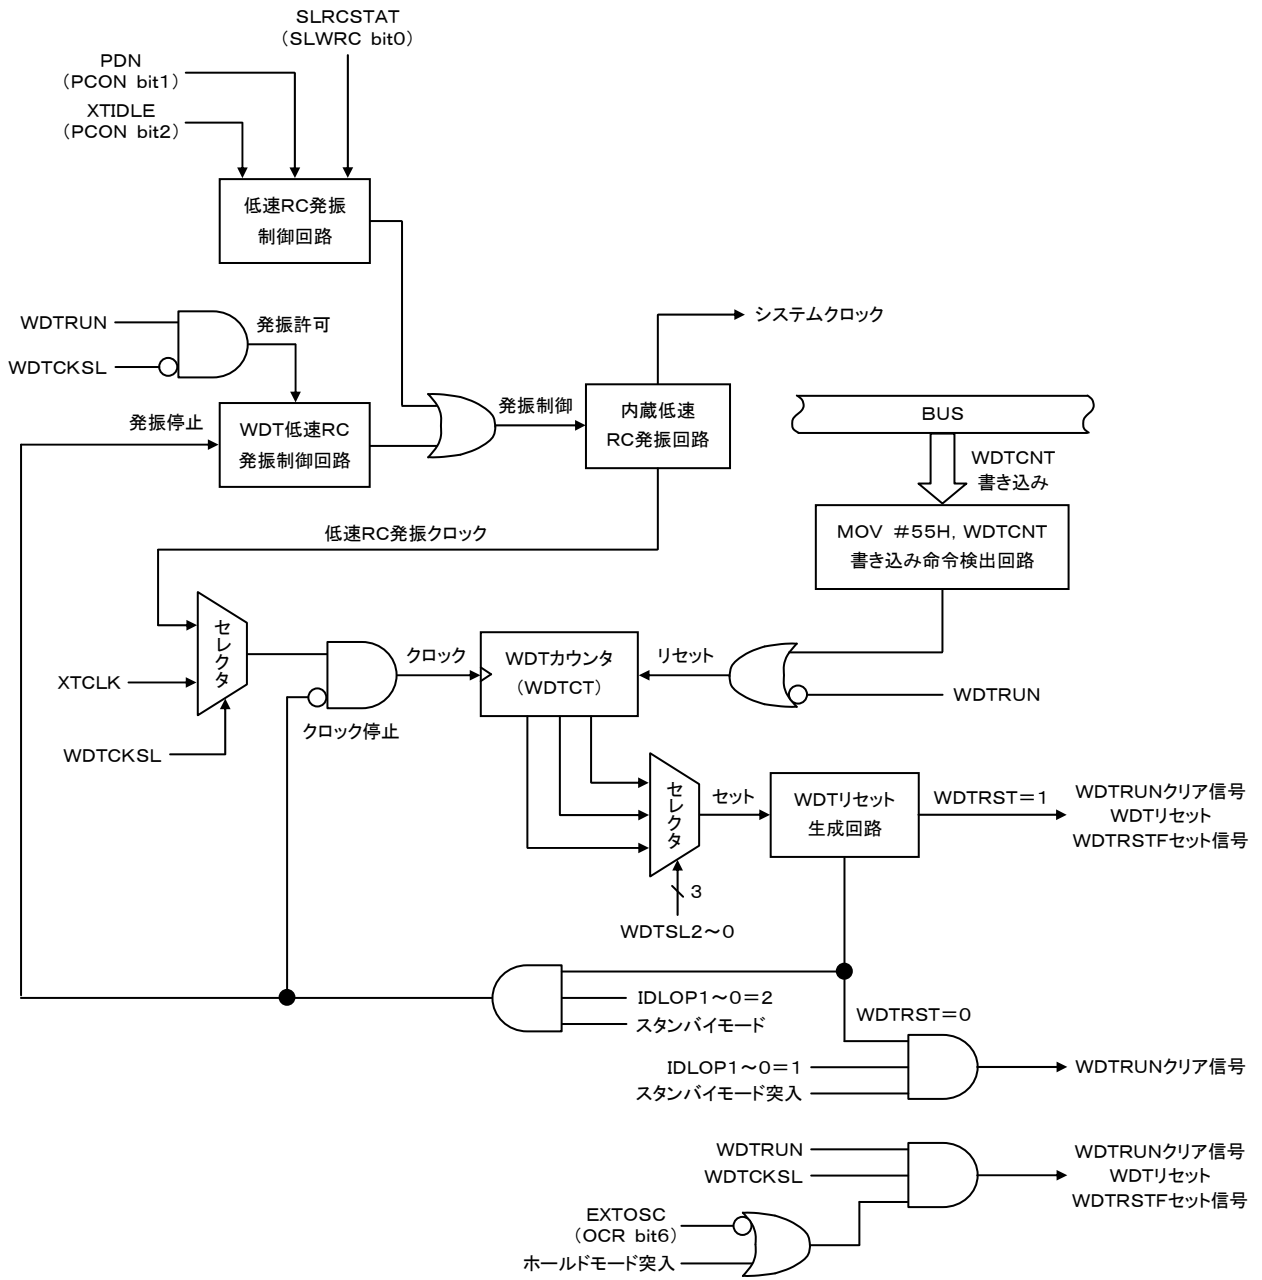 SLRCSTAT
(SLWRC bit0)
PDN
(PCON bit1)
XTIDLE
(PCON bit2)
低速RC発振
制御回路
WDTRUN
WDTCKSL
発振許可
システムクロック
発振停止
WDT低速RC
発振制御回路
発振制御
内蔵低速
RC発振回路
BUS
WDTCNT
書き込み
MOV #55H, WDTCNT
書き込み命令検出回路
低速RC発振クロック
セレクタ
XTCLK
WDTCKSL
クロック停止
クロック
WDTカウンタ
(WDTCT)
リセット
WDTRUN
セレクタ
セット
WDTリセット
生成回路
WDTRST=1
WDTRUNクリア信号
WDTリセット
WDTRSTFセット信号
3
WDTSL2~0
IDLOP1~0=2
スタンバイモード
WDTRST=0
IDLOP1~0=1
スタンバイモード突入
WDTRUNクリア信号
WDTRUN
WDTCKSL
WDTRUNクリア信号
WDTリセット
WDTRSTFセット信号
EXTOSC
(OCR bit6)
ホールドモード突入